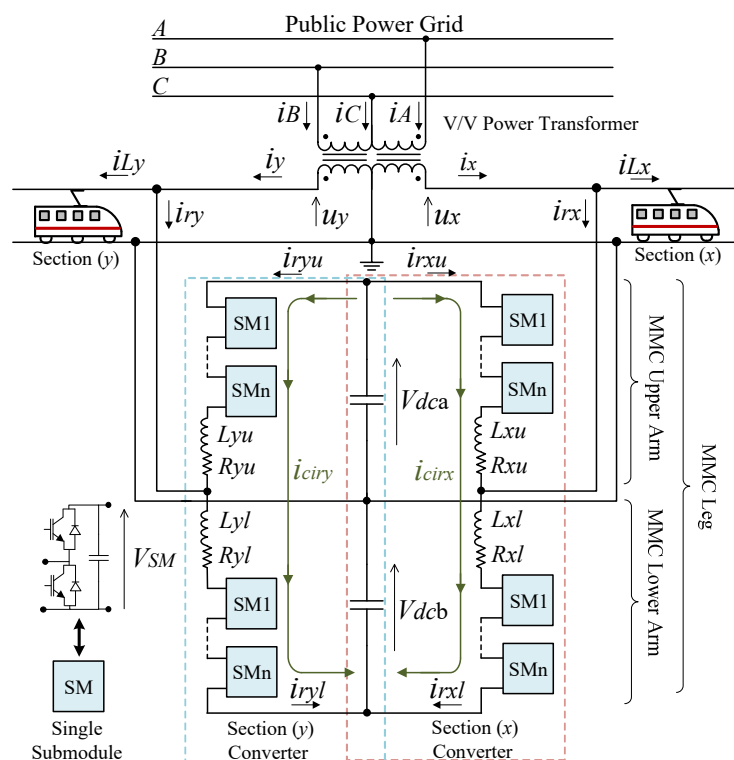 Public Power Grid
A
B
C
iB
iC
iA
V/V Power Transformer
iLy
iy
ix
iLx
iry
uy
ux
irx
Section (y)
Section (x)
iryu
irxu
SM1
SM1
SMn
SMn
Vdca
Lyu
Ryu
Lxu
Rxu
iciry
icirx
MMC Upper Arm
MMC Leg
MMC Lower Arm
Lyl
Ryl
Lxl
Rxl
VSM
SM1
SM1
Vdcb
SMn
SMn
SM
iryl
irxl
Single
Submodule
Section (y)
Converter
Section (x)
Converter